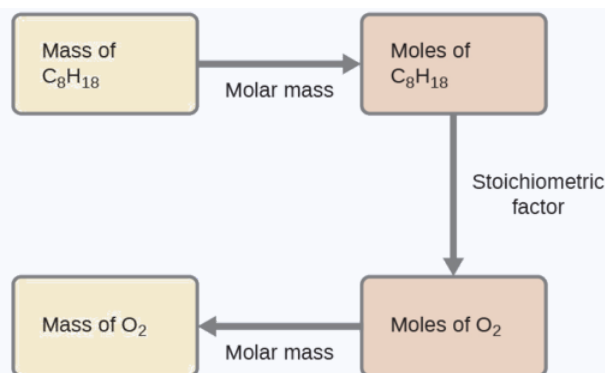 Mass of
C₈H₁₈
Molar mass
Moles of
C₈H₁₈
Stoichiometric
factor
Mass of O₂
Molar mass
Moles of O₂